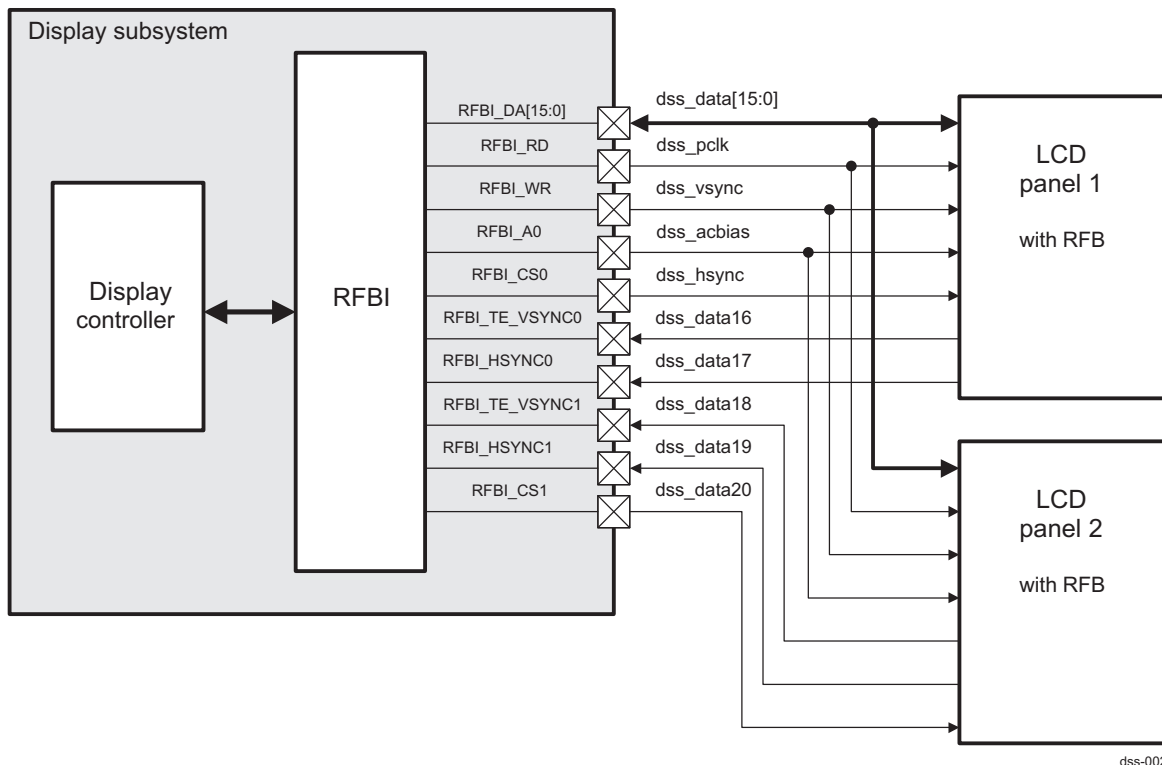 Display subsystem
Display
controller
RFBI
RFBI_DA[15:0]
RFBI_RD
RFBI_WR
RFBI_A0
RFBI_CS0
RFBI_TE_VSYNC0
RFBI_HSYNC0
RFBI_TE_VSYNC1
RFBI_HSYNC1
RFBI_CS1
dss_data[15:0]
dss_pclk
dss_vsync
dss_acbias
dss_hsync
dss_data16
dss_data17
dss_data18
dss_data19
dss_data20
LCD
panel 1
with RFB
LCD
panel 2
with RFB
dss-002